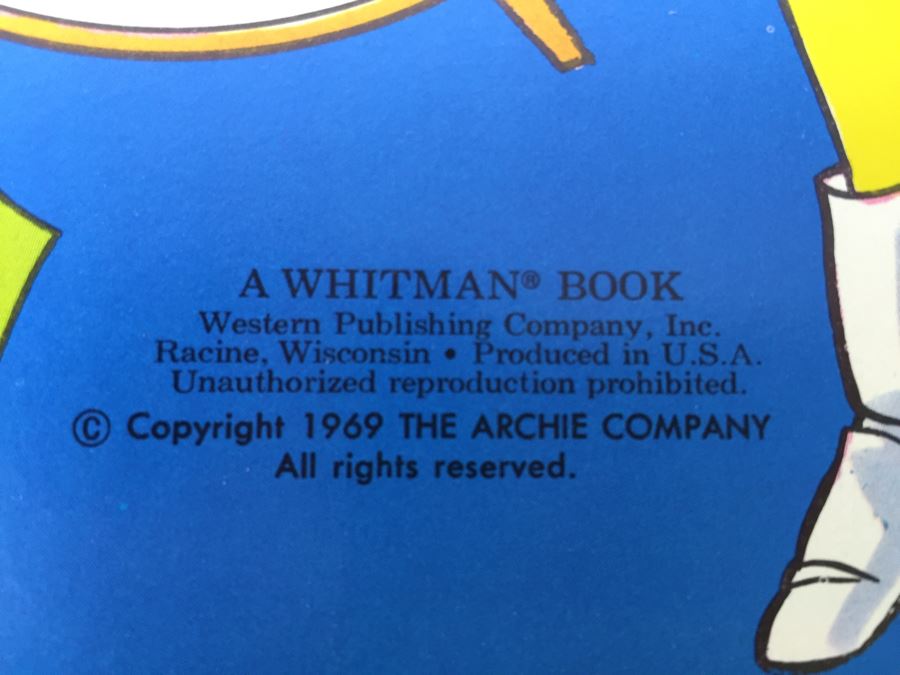 A WHITMAN® BOOK
Western Publishing Company, Inc.
Racine, Wisconsin • Produced in U.S.A.
Unauthorized reproduction prohibited.
© Copyright 1969 THE ARCHIE COMPANY
All rights reserved.